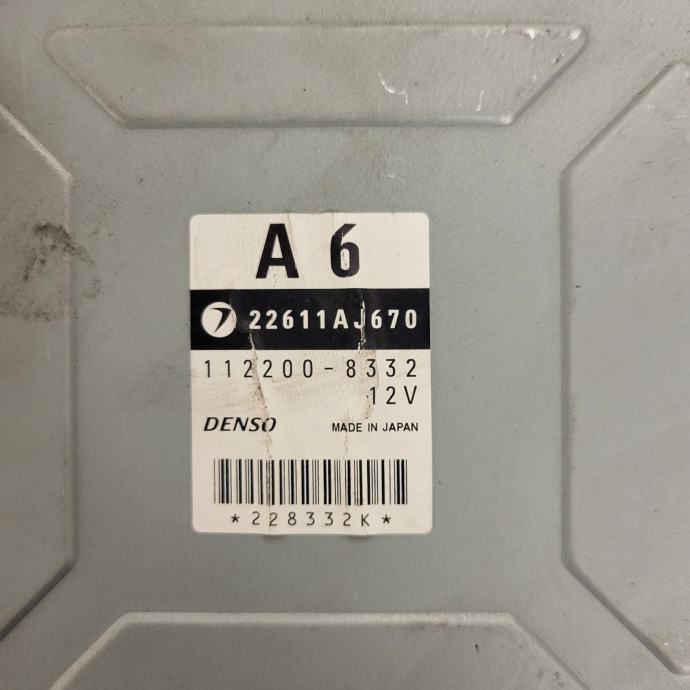 A 6
22611AJ670
112200-8332
12V
DENSO MADE IN JAPAN
*228332K*